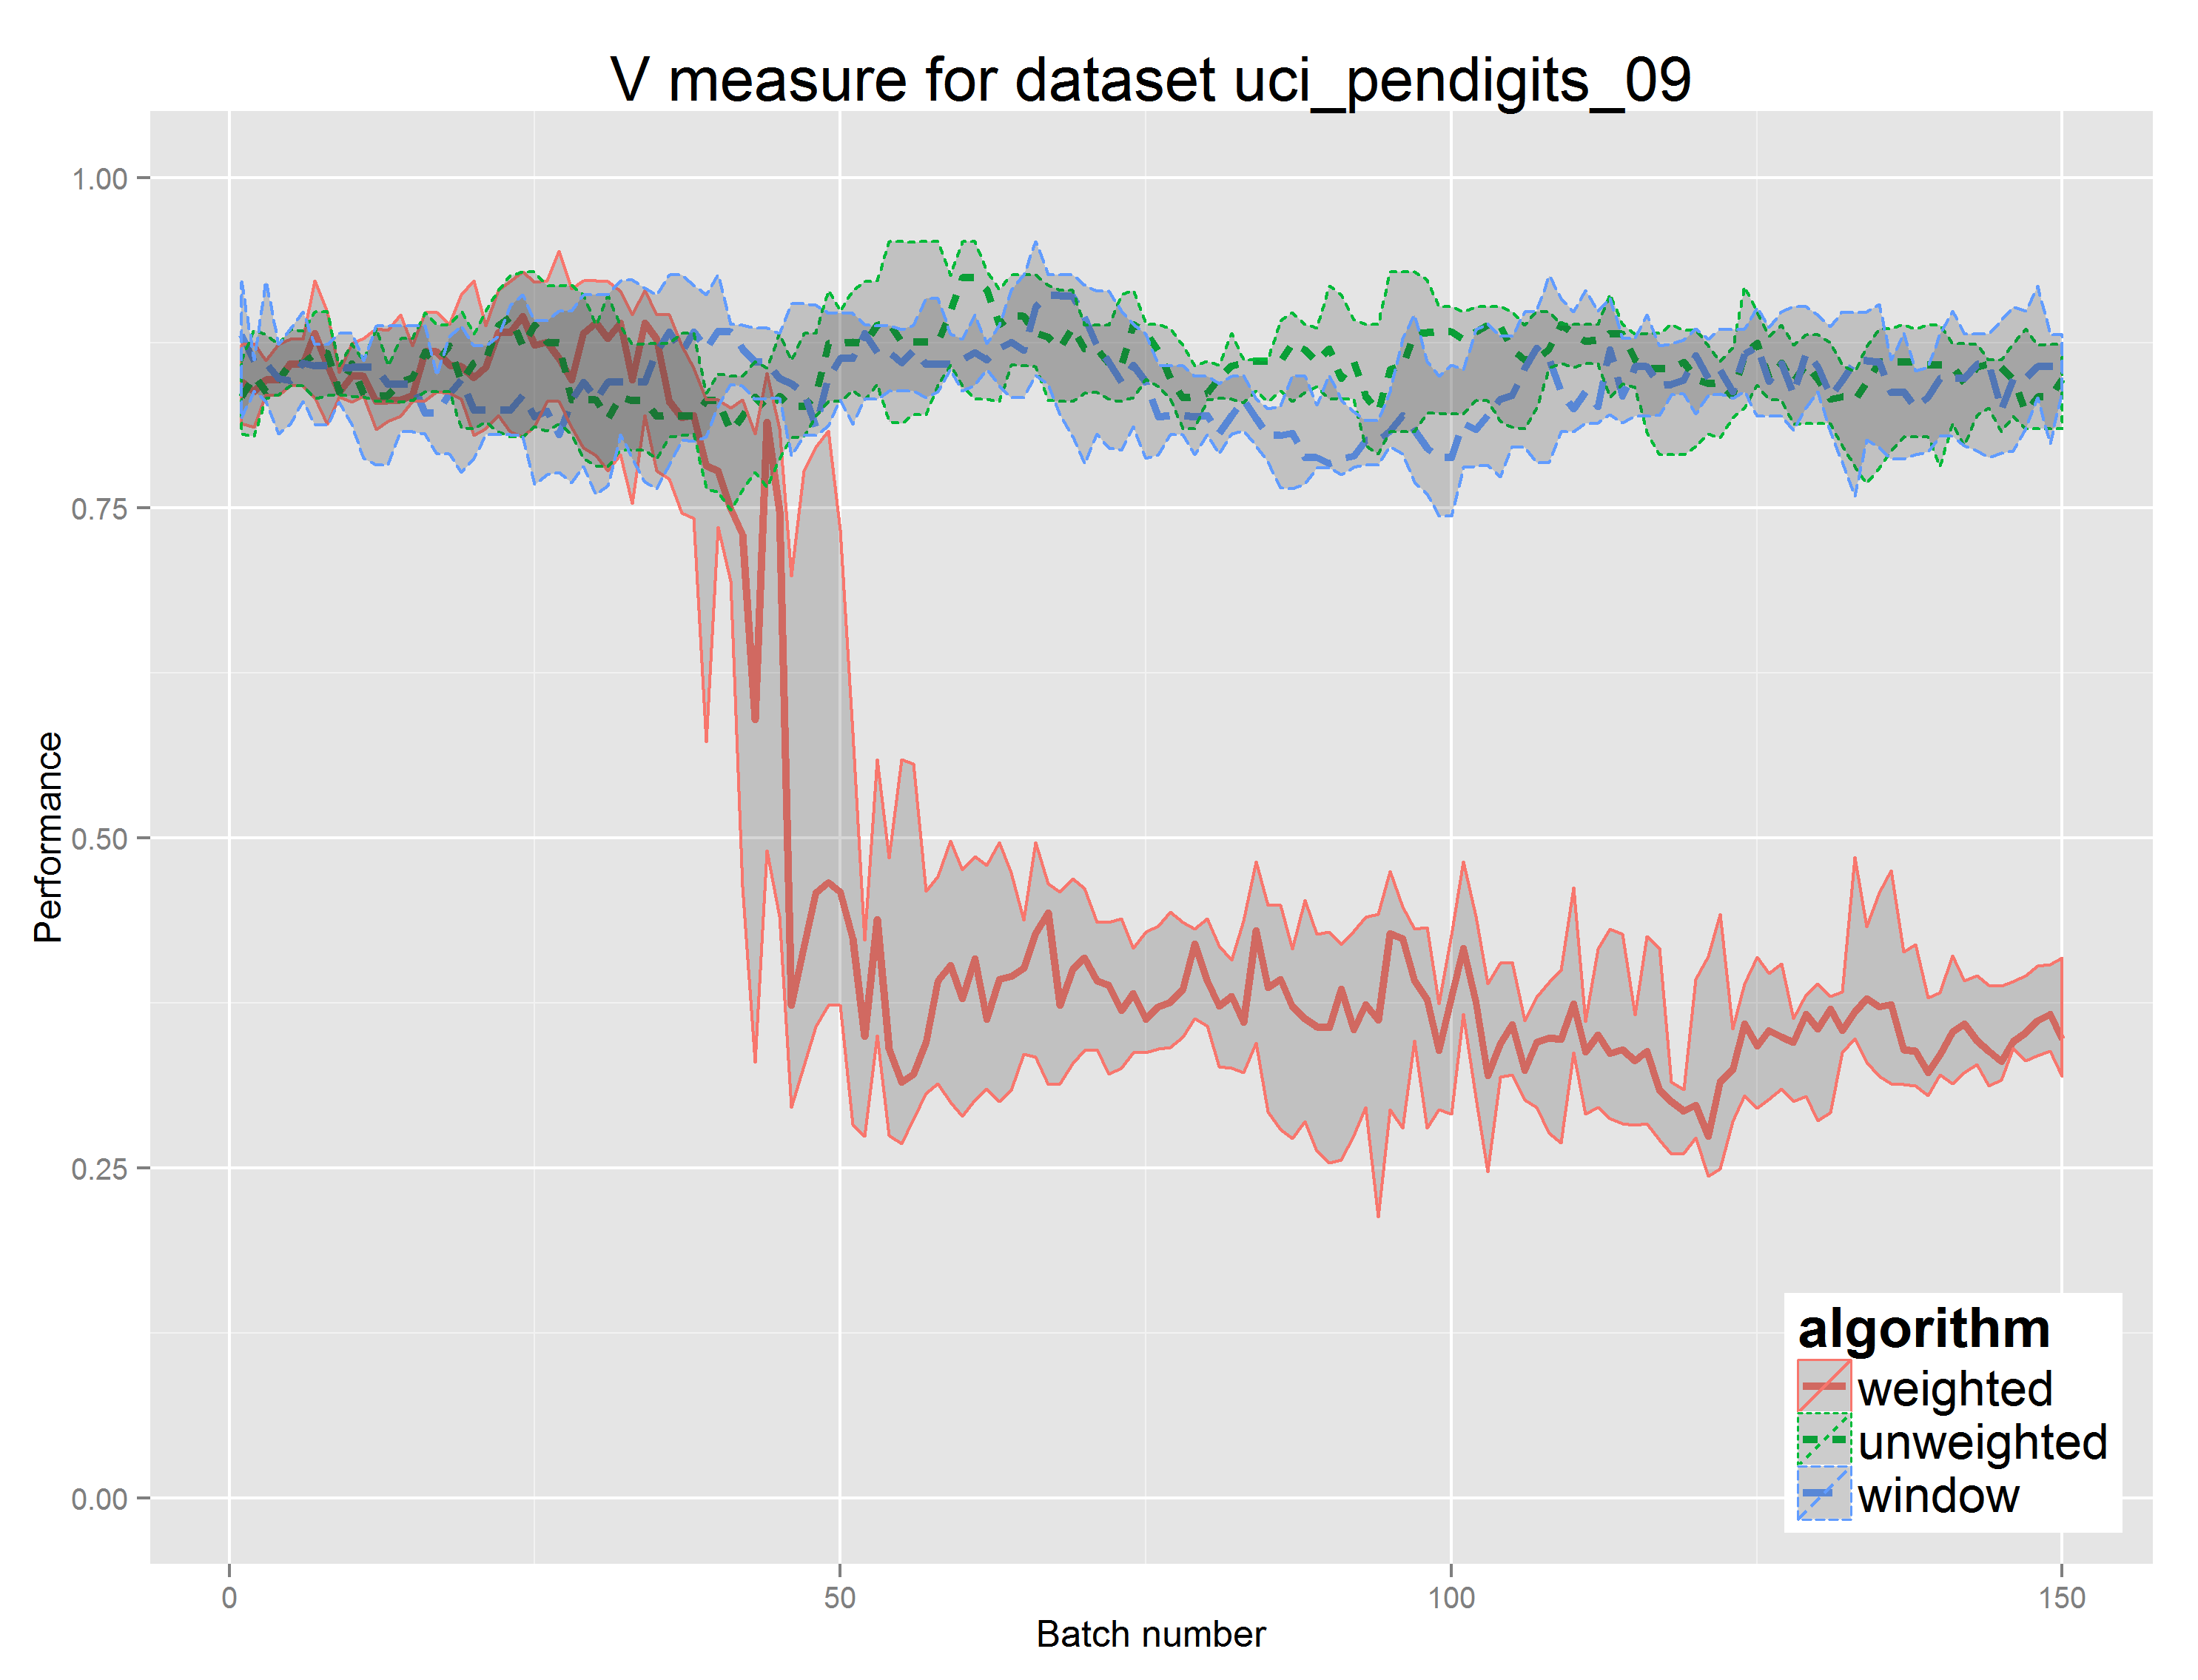 V measure for dataset uci_pendigits_09
1.00
0.75
0.50
0.25
0.00
Performance
0
50
100
150
Batch number
algorithm
weighted
unweighted
window